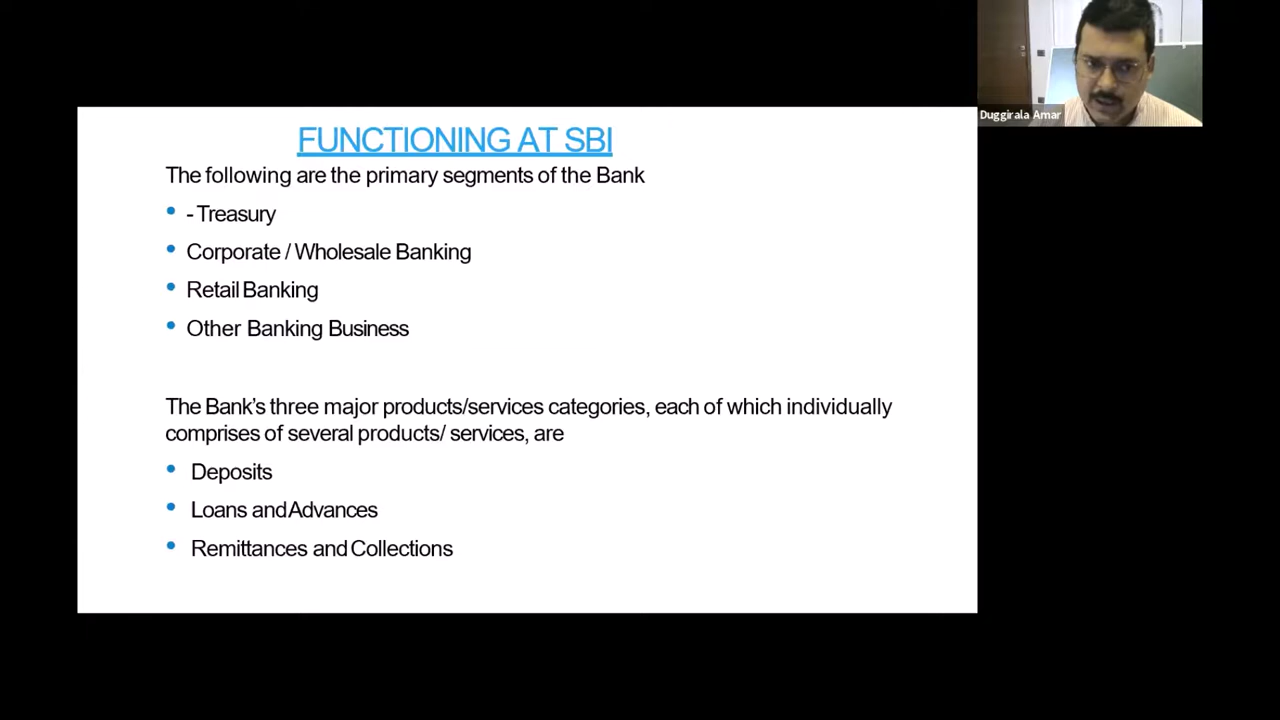 FUNCTIONING AT SBI
The following are the primary segments of the Bank
• - Treasury
• Corporate / Wholesale Banking
• Retail Banking
• Other Banking Business
The Bank’s three major products/services categories, each of which individually
comprises of several products/ services, are
• Deposits
• Loans and Advances
• Remittances and Collections
Duggirala Amar